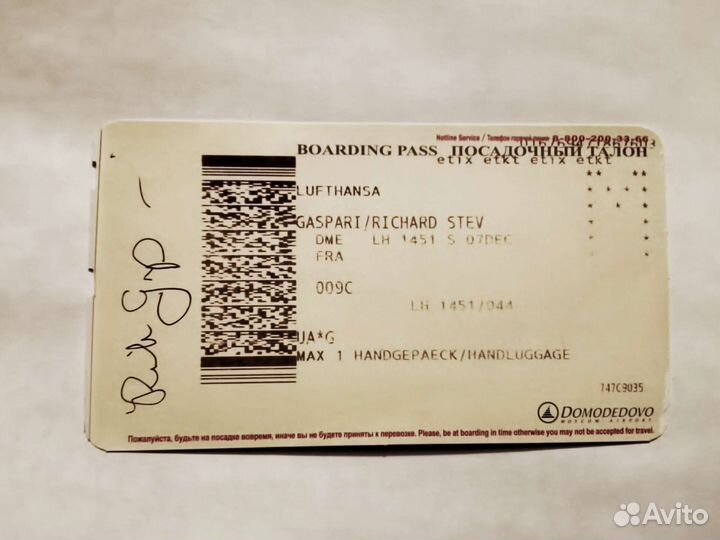 Hotline Service / Телефон горячей линии 8-800-200-33-66
BOARDING PASS ПОСАДОЧНЫЙ ТАЛОН
etix etkt etix etkt
** **
LUFTHANSA * * * *
* * *
GASPARI/RICHARD STEV * *
DME LH 1451 S 07DEC * *
FRA * *
009C
LH 1451/044
UA*G
MAX 1 HANDGEPAECK/HANDLUGGAGE
747C9035
DOMODEDOVO
MOSCOW AIRPORT
Пожалуйста, будьте на посадке вовремя, иначе вы не будете приняты к перевозке. Please, be at boarding in time otherwise you may not be accepted for travel.
Avito